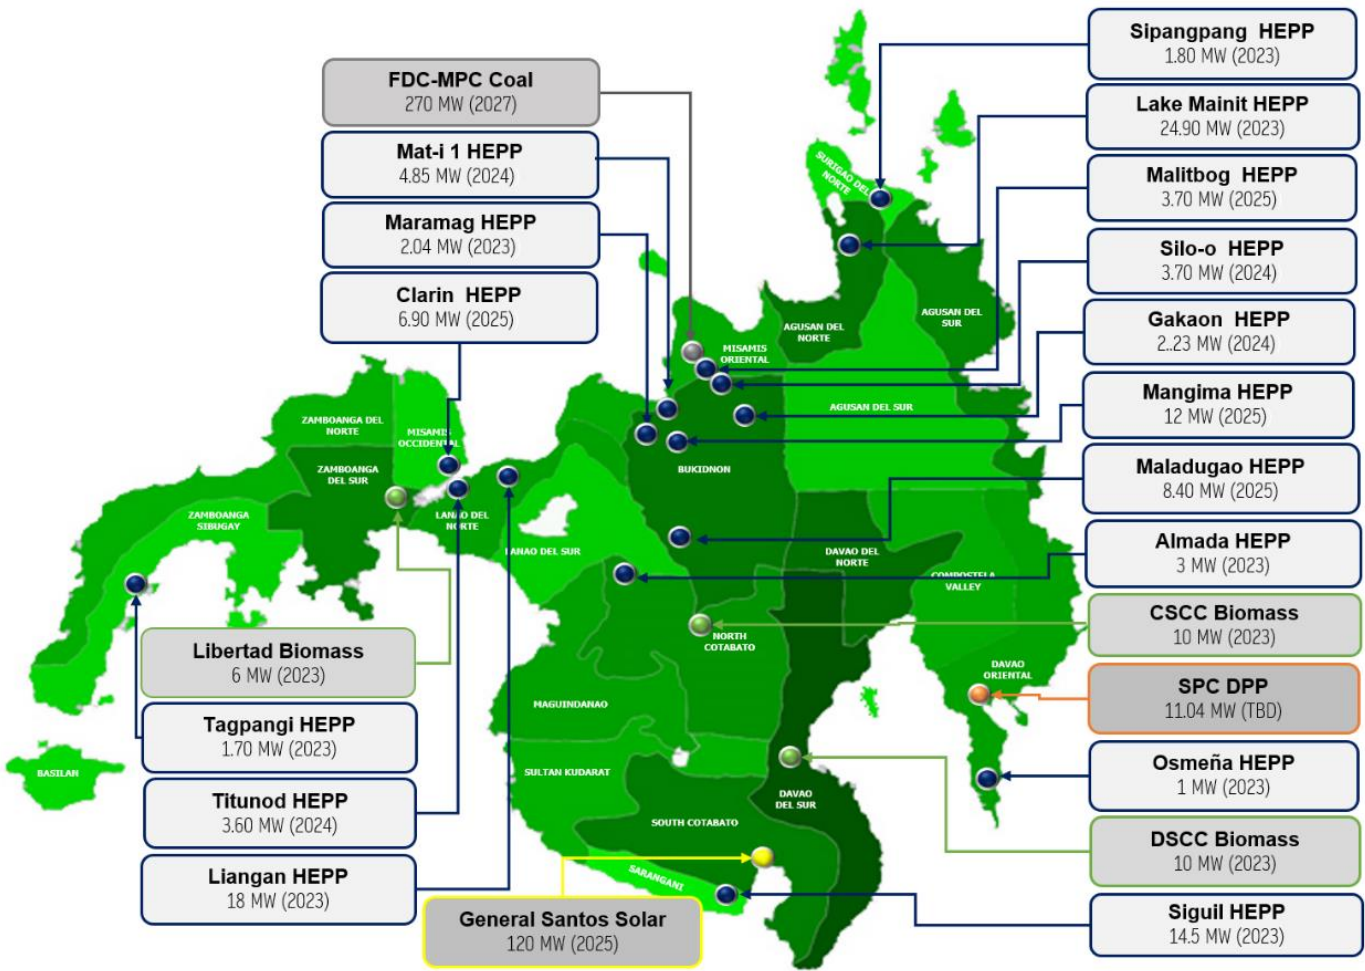 FDC-MPC Coal
270 MW (2027)
Mat-i 1 HEPP
4.85 MW (2024)
Maramag HEPP
2.04 MW (2023)
Clarin  HEPP
6.90 MW (2025)
Sipangpang  HEPP
1.80 MW (2023)
Lake Mainit HEPP
24.90 MW (2023)
Malitbog  HEPP
3.70 MW (2025)
Silo-o  HEPP
3.70 MW (2024)
Gakaon  HEPP
2..23 MW (2024)
Mangima HEPP
12 MW (2025)
Maladugao HEPP
8.40 MW (2025)
Almada HEPP
3 MW (2023)
CSCC Biomass
10 MW (2023)
SPC DPP
11.04 MW (TBD)
Osmeña HEPP
1 MW (2023)
DSCC Biomass
10 MW (2023)
Siguil HEPP
14.5 MW (2023)
Libertad Biomass
6 MW (2023)
Tagpangi HEPP
1.70 MW (2023)
Titunod HEPP
3.60 MW (2024)
Liangan HEPP
18 MW (2023)
General Santos Solar
120 MW (2025)
SURIGAO DEL
NORTE
AGUSAN DEL
NORTE
AGUSAN DEL
SUR
MISAMIS
ORIENTAL
AGUSAN DEL SUR
ZAMBOANGA DEL
NORTE
MISAMIS
OCCIDENTAL
ZAMBOANGA
DEL SUR
ZAMBOANGA
SIBUGAY
LANAO DEL
NORTE
LANAO DEL SUR
BUKIDNON
DAVAO DEL
NORTE
COMPOSTELA
VALLEY
NORTH
COTABATO
DAVAO
ORIENTAL
MAGUINDANAO
SULTAN KUDARAT
BASILAN
DAVAO
DEL SUR
SOUTH COTABATO
SARANGANI